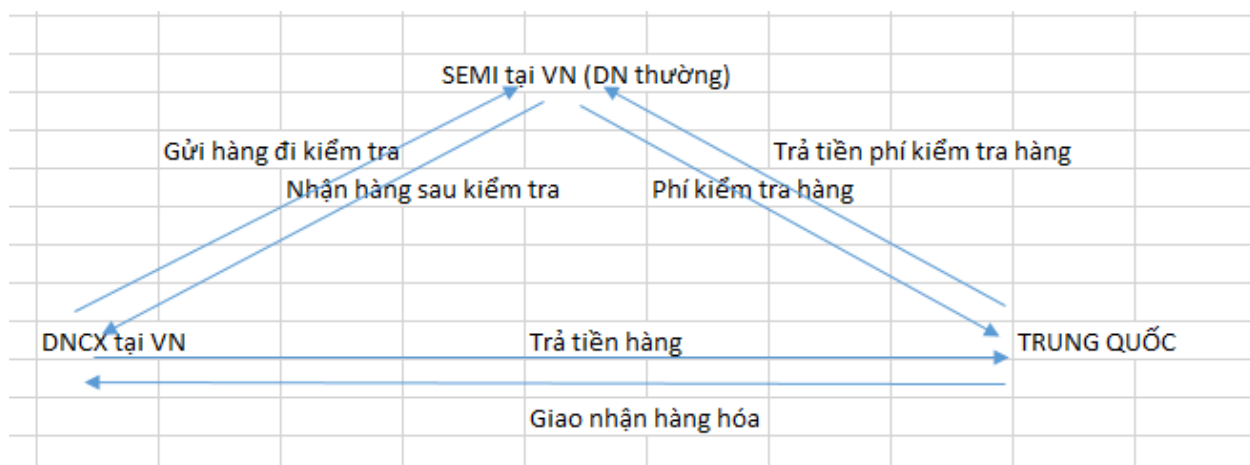 SEMI tại VN (DN thường)
Gửi hàng đi kiểm tra
Trả tiền phí kiểm tra hàng
Nhận hàng sau kiểm tra
Phí kiểm tra hàng
DNCX tại VN
Trả tiền hàng
TRUNG QUỐC
Giao nhận hàng hóa